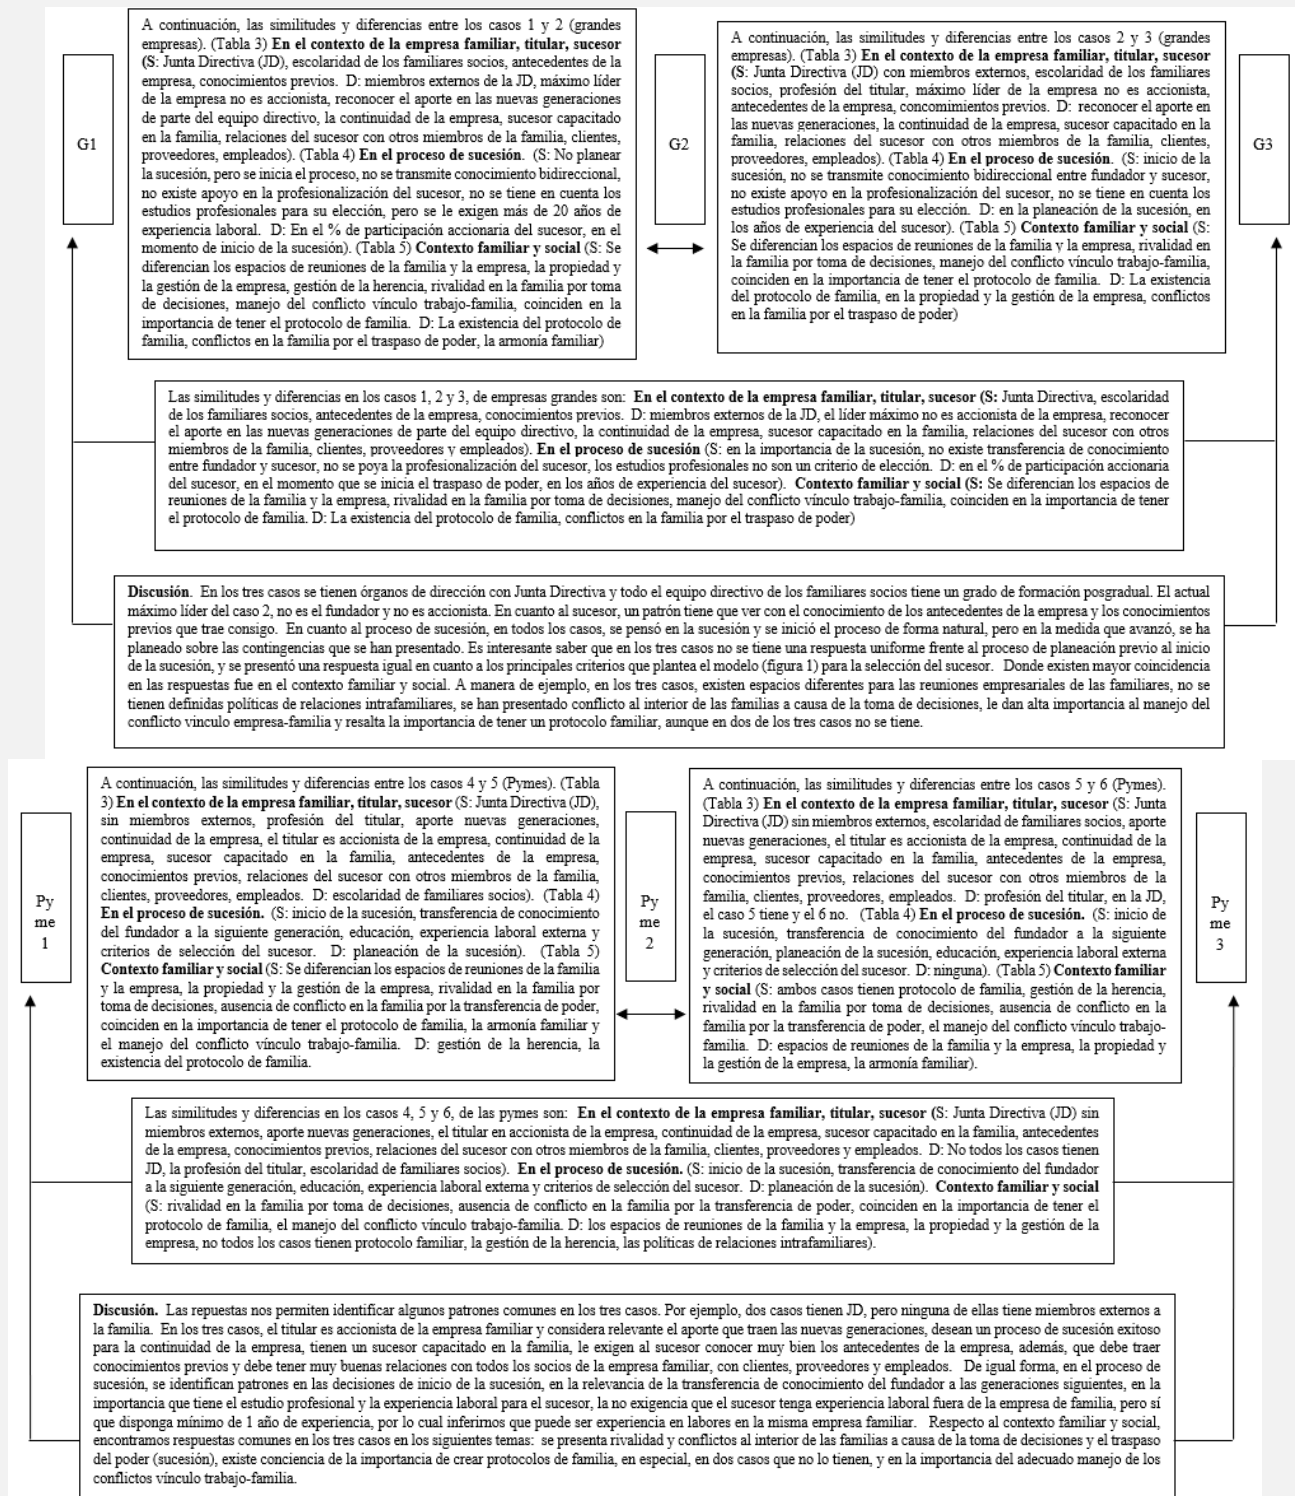 A continuación, las similitudes y diferencias entre los casos 1 y 2 (grandes
empresas). (Tabla 3) En el contexto de la empresa familiar, titular, sucesor
(S: Junta Directiva (JD), escolaridad de los familiares socios, antecedentes de la
empresa, conocimientos previos. D: miembros externos de la JD, máximo líder
de la empresa no es accionista, reconocer el aporte en las nuevas generaciones
de parte del equipo directivo, la continuidad de la empresa, sucesor capacitado
en la familia, relaciones del sucesor con otros miembros de la familia, clientes,
proveedores, empleados). (Tabla 4) En el proceso de sucesión. (S: No planear
la sucesión, pero se inicia el proceso, no se transmite conocimiento bidireccional,
no existe apoyo en la profesionalización del sucesor, no se tiene en cuenta los
estudios profesionales para su elección, pero se le exigen más de 20 años de
experiencia laboral. D: En el % de participación accionaria del sucesor, en el
momento de inicio de la sucesión). (Tabla 5) Contexto familiar y social (S: Se
diferencian los espacios de reuniones de la familia y la empresa, la propiedad y
la gestión de la empresa, gestión de la herencia, rivalidad en la familia por toma
de decisiones, manejo del conflicto vínculo trabajo-familia, coinciden en la
importancia de tener el protocolo de familia. D: La existencia del protocolo de
familia, conflictos en la familia por el traspaso de poder, la armonía familiar)
G1
G2
A continuación, las similitudes y diferencias entre los casos 2 y 3 (grandes
empresas). (Tabla 3) En el contexto de la empresa familiar, titular, sucesor
(S: Junta Directiva (JD) con miembros externos, escolaridad de los familiares
socios, profesión del titular, máximo líder de la empresa no es accionista,
antecedentes de la empresa, concomimientos previos. D: reconocer el aporte en
las nuevas generaciones, la continuidad de la empresa, sucesor capacitado en la
familia, relaciones del sucesor con otros miembros de la familia, clientes,
proveedores, empleados). (Tabla 4) En el proceso de sucesión. (S: inicio de la
sucesión, no se transmite conocimiento bidireccional entre fundador y sucesor,
no existe apoyo en la profesionalización del sucesor, no se tiene en cuenta los
estudios profesionales para su elección. D: en la planeación de la sucesión, en
los años de experiencia del sucesor). (Tabla 5) Contexto familiar y social (S:
Se diferencian los espacios de reuniones de la familia y la empresa, rivalidad en
la familia por toma de decisiones, manejo del conflicto vínculo trabajo-familia,
coinciden en la importancia de tener el protocolo de familia. D: La existencia
del protocolo de familia, en la propiedad y la gestión de la empresa, conflictos
en la familia por el traspaso de poder)
G3
Las similitudes y diferencias en los casos 1, 2 y 3, de empresas grandes son: En el contexto de la empresa familiar, titular, sucesor (S: Junta Directiva, escolaridad
de los familiares socios, antecedentes de la empresa, conocimientos previos. D: miembros externos de la JD, el líder máximo no es accionista de la empresa, reconocer
el aporte en las nuevas generaciones de parte del equipo directivo, la continuidad de la empresa, sucesor capacitado en la familia, relaciones del sucesor con otros
miembros de la familia, clientes, proveedores y empleados). En el proceso de sucesión (S: en la importancia de la sucesión, no existe transferencia de conocimiento
entre fundador y sucesor, no se poya la profesionalización del sucesor, los estudios profesionales no son un criterio de elección. D: en el % de participación accionaria
del sucesor, en el momento que se inicia el traspaso de poder, en los años de experiencia del sucesor). Contexto familiar y social (S: Se diferencian los espacios de
reuniones de la familia y la empresa, rivalidad en la familia por toma de decisiones, manejo del conflicto vínculo trabajo-familia, coinciden en la importancia de tener
el protocolo de familia. D: La existencia del protocolo de familia, conflictos en la familia por el traspaso de poder)
Discusión. En los tres casos se tienen órganos de dirección con Junta Directiva y todo el equipo directivo de los familiares socios tiene un grado de formación posgradual. El actual
máximo líder del caso 2, no es el fundador y no es accionista. En cuanto al sucesor, un patrón tiene que ver con el conocimiento de los antecedentes de la empresa y los conocimientos
previos que trae consigo. En cuanto al proceso de sucesión, en todos los casos, se pensó en la sucesión y se inició el proceso de forma natural, pero en la medida que avanzó, se ha
planeado sobre las contingencias que se han presentado. Es interesante saber que en los tres casos no se tiene una respuesta uniforme frente al proceso de planeación previo al inicio
de la sucesión, y se presentó una respuesta igual en cuanto a los principales criterios que plantea el modelo (figura 1) para la selección del sucesor. Donde existen mayor coincidencia
en las respuestas fue en el contexto familiar y social. A manera de ejemplo, en los tres casos, existen espacios diferentes para las reuniones empresariales de las familiares, no se
tienen definidas políticas de relaciones intrafamiliares, se han presentado conflicto al interior de las familias a causa de la toma de decisiones, le dan alta importancia al manejo del
conflicto vinculo empresa-familia y resalta la importancia de tener un protocolo familiar, aunque en dos de los tres casos no se tiene.
A continuación, las similitudes y diferencias entre los casos 4 y 5 (Pymes). (Tabla
3) En el contexto de la empresa familiar, titular, sucesor (S: Junta Directiva (JD),
sin miembros externos, profesión del titular, aporte nuevas generaciones,
continuidad de la empresa, el titular es accionista de la empresa, continuidad de la
empresa, sucesor capacitado en la familia, antecedentes de la empresa,
conocimientos previos, relaciones del sucesor con otros miembros de la familia,
clientes, proveedores, empleados. D: escolaridad de familiares socios). (Tabla 4)
En el proceso de sucesión. (S: inicio de la sucesión, transferencia de conocimiento
del fundador a la siguiente generación, educación, experiencia laboral externa y
criterios de selección del sucesor. D: planeación de la sucesión). (Tabla 5)
Contexto familiar y social (S: Se diferencian los espacios de reuniones de la familia
y la empresa, la propiedad y la gestión de la empresa, rivalidad en la familia por
toma de decisiones, ausencia de conflicto en la familia por la transferencia de poder,
coinciden en la importancia de tener el protocolo de familia, la armonía familiar y
el manejo del conflicto vínculo trabajo-familia. D: gestión de la herencia, la
existencia del protocolo de familia.
Py
me
1
Py
me
2
A continuación, las similitudes y diferencias entre los casos 5 y 6 (Pymes).
(Tabla 3) En el contexto de la empresa familiar, titular, sucesor (S: Junta
Directiva (JD) sin miembros externos, escolaridad de familiares socios, aporte
nuevas generaciones, el titular es accionista de la empresa, continuidad de la
empresa, sucesor capacitado en la familia, antecedentes de la empresa,
conocimientos previos, relaciones del sucesor con otros miembros de la
familia, clientes, proveedores, empleados. D: profesión del titular, en la JD,
el caso 5 tiene y el 6 no. (Tabla 4) En el proceso de sucesión. (S: inicio de
la sucesión, transferencia de conocimiento del fundador a la siguiente
generación, planeación de la sucesión, educación, experiencia laboral externa
y criterios de selección del sucesor. D: ninguna). (Tabla 5) Contexto familiar
y social (S: ambos casos tienen protocolo de familia, gestión de la herencia,
rivalidad en la familia por toma de decisiones, ausencia de conflicto en la
familia por la transferencia de poder, el manejo del conflicto vínculo trabajo-
familia. D: espacios de reuniones de la familia y la empresa, la propiedad y
la gestión de la empresa, la armonía familiar).
Py
me
3
Las similitudes y diferencias en los casos 4, 5 y 6, de las pymes son: En el contexto de la empresa familiar, titular, sucesor (S: Junta Directiva (JD) sin
miembros externos, aporte nuevas generaciones, el titular en accionista de la empresa, continuidad de la empresa, sucesor capacitado en la familia, antecedentes
de la empresa, conocimientos previos, relaciones del sucesor con otros miembros de la familia, clientes, proveedores y empleados. D: No todos los casos tienen
JD, la profesión del titular, escolaridad de familiares socios). En el proceso de sucesión. (S: inicio de la sucesión, transferencia de conocimiento del fundador
a la siguiente generación, educación, experiencia laboral externa y criterios de selección del sucesor. D: planeación de la sucesión). Contexto familiar y social
(S: rivalidad en la familia por toma de decisiones, ausencia de conflicto en la familia por la transferencia de poder, coinciden en la importancia de tener el
protocolo de familia, el manejo del conflicto vínculo trabajo-familia. D: los espacios de reuniones de la familia y la empresa, la propiedad y la gestión de la
empresa, no todos los casos tienen protocolo familiar, la gestión de la herencia, las políticas de relaciones intrafamiliares).
Discusión. Las repuestas nos permiten identificar algunos patrones comunes en los tres casos. Por ejemplo, dos casos tienen JD, pero ninguna de ellas tiene miembros externos a
la familia. En los tres casos, el titular es accionista de la empresa familiar y considera relevante el aporte que traen las nuevas generaciones, desean un proceso de sucesión exitoso
para la continuidad de la empresa, tienen un sucesor capacitado en la familia, le exigen al sucesor conocer muy bien los antecedentes de la empresa, además, que debe traer
conocimientos previos y debe tener muy buenas relaciones con todos los socios de la empresa familiar, con clientes, proveedores y empleados. De igual forma, en el proceso de
sucesión, se identifican patrones en las decisiones de inicio de la sucesión, en la relevancia de la transferencia de conocimiento del fundador a las generaciones siguientes, en la
importancia que tiene el estudio profesional y la experiencia laboral para el sucesor, la no exigencia que el sucesor tenga experiencia laboral fuera de la empresa de familia, pero sí
que disponga mínimo de 1 año de experiencia, por lo cual inferimos que puede ser experiencia en labores en la misma empresa familiar. Respecto al contexto familiar y social,
encontramos respuestas comunes en los tres casos en los siguientes temas: se presenta rivalidad y conflictos al interior de las familias a causa de la toma de decisiones y el traspaso
del poder (sucesión), existe conciencia de la importancia de crear protocolos de familia, en especial, en dos casos que no lo tienen, y en la importancia del adecuado manejo de los
conflictos vínculo trabajo-familia.